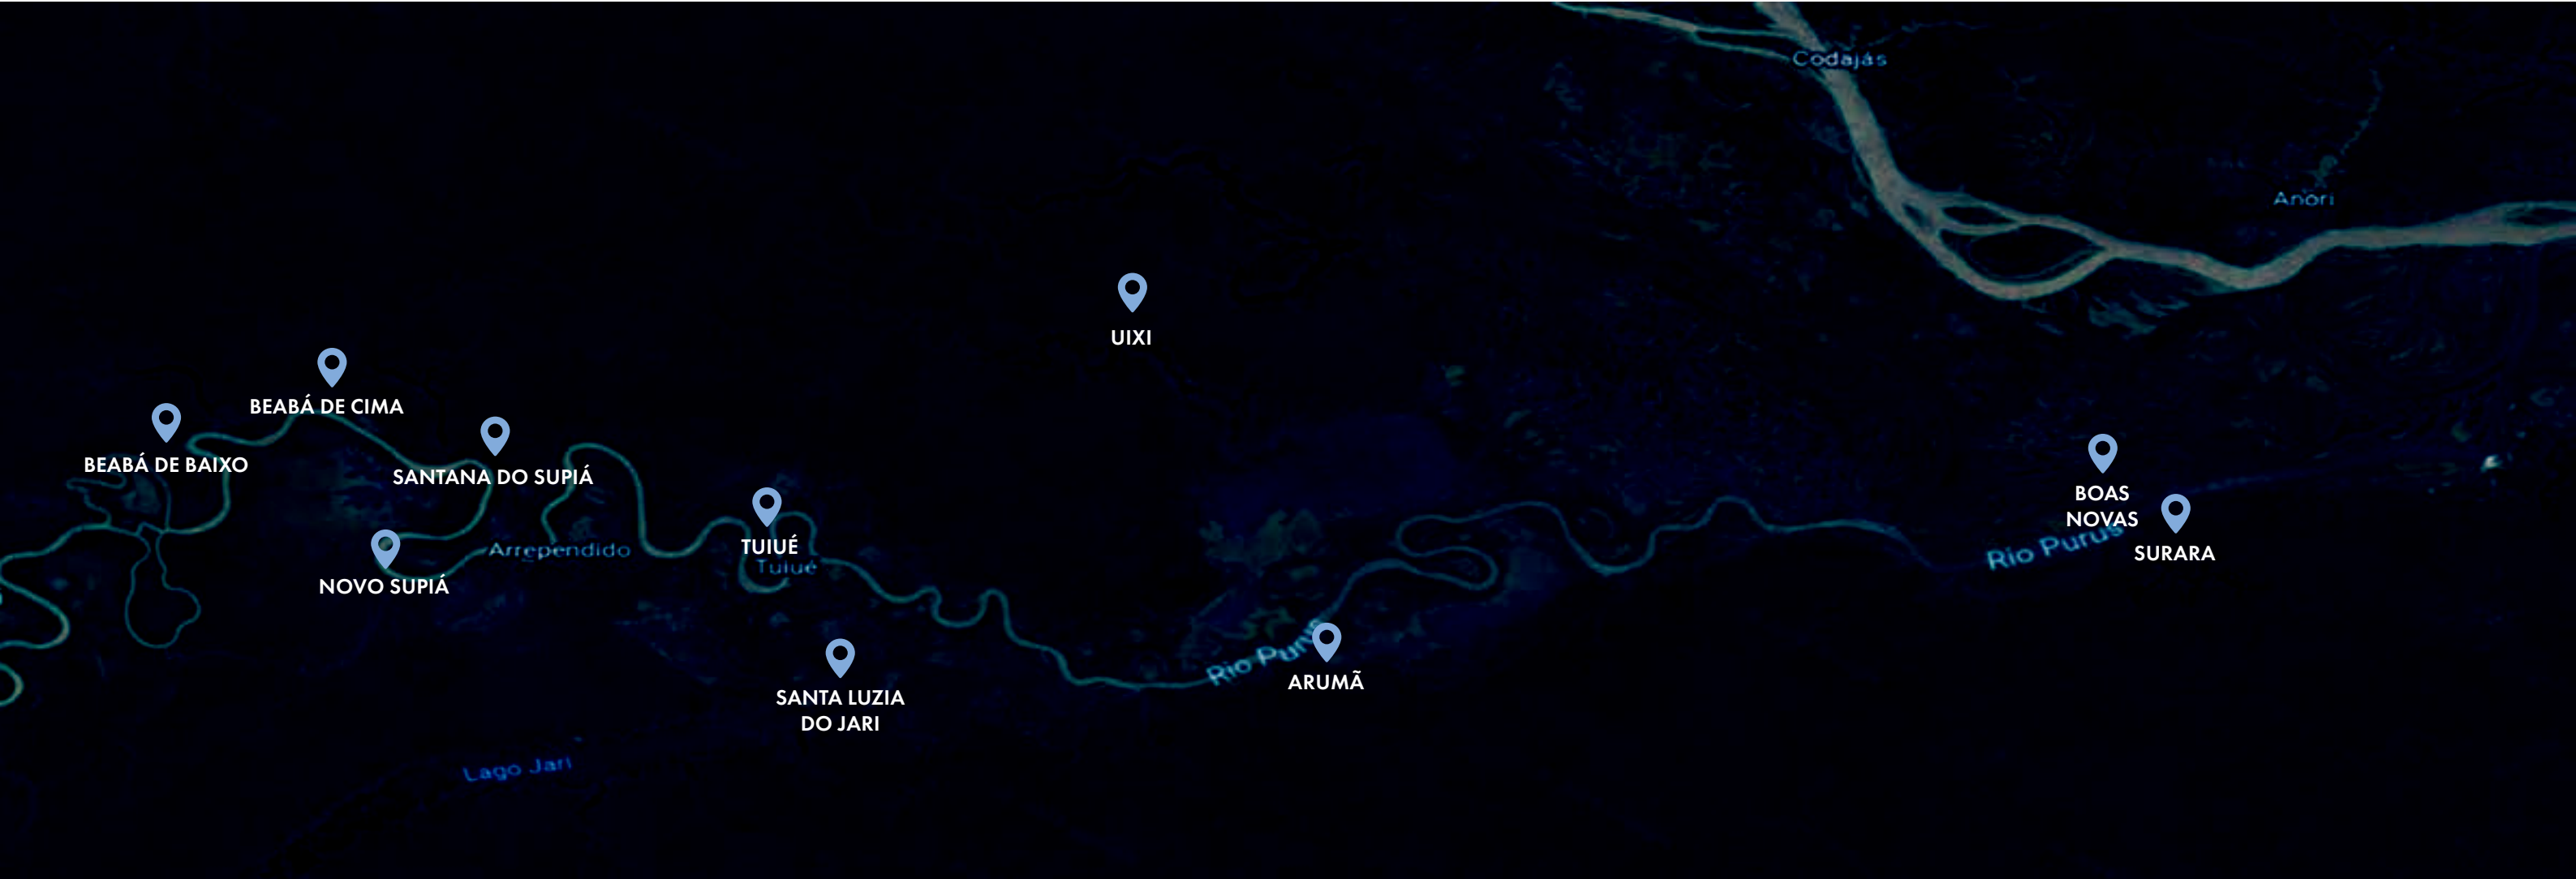 Codajás
Anori
UIXI
BEABÁ DE CIMA
BEABÁ DE BAIXO
SANTANA DO SUPIÁ
BOAS
NOVAS
Rio Purus
SURARA
TUIUÉ
Tuiué
Arrependido
NOVO SUPIÁ
Rio Purus
ARUMÃ
SANTA LUZIA
DO JARI
Lago Jari